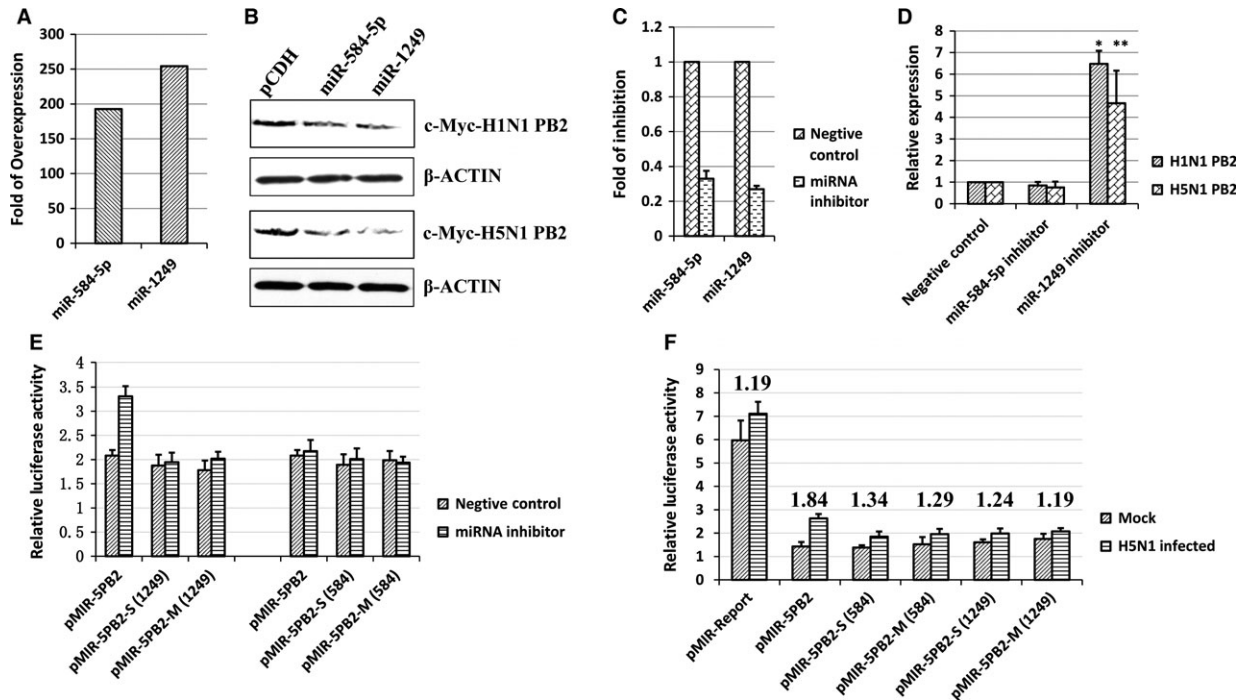 A
Fold of Overexpression
300
250
200
150
100
50
0
miR-584-5p
miR-1249
B
pCDH
miR-584-5p
miR-1249
c-Myc-H1N1 PB2
β-ACTIN
c-Myc-H5N1 PB2
β-ACTIN
C
Fold of inhibition
1.2
1
0.8
0.6
0.4
0.2
0
miR-584-5p
miR-1249
Negtive
control
miRNA
inhibitor
D
Relative expression
8
7
6
5
4
3
2
1
0
* **
Negative control
miR-584-5p inhibitor
miR-1249 inhibitor
H1N1 PB2
H5N1 PB2
E
Relative luciferase activity
4
3.5
3
2.5
2
1.5
1
0.5
0
pMIR-5PB2
pMIR-5PB2-S (1249)
pMIR-5PB2-M (1249)
pMIR-5PB2
pMIR-5PB2-S (584)
pMIR-5PB2-M (584)
Negtive control
miRNA inhibitor
F
Relative luciferase activity
9
8
7
6
5
4
3
2
1
0
1.19
1.84
1.34
1.29
1.24
1.19
pMIR-Report
pMIR-5PB2
pMIR-5PB2-S (584)
pMIR-5PB2-M (584)
pMIR-5PB2-S (1249)
pMIR-5PB2-M (1249)
Mock
H5N1 infected